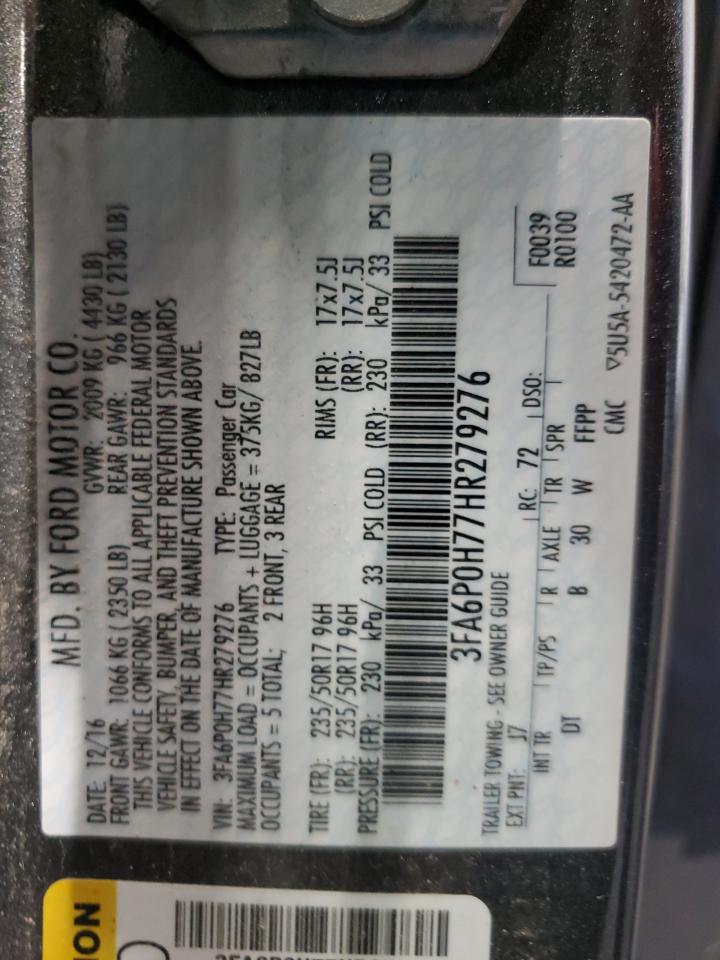 MFD. BY FORD MOTOR CO.
DATE: 12/16 GVWR: 2009 KG ( 4430 LB)
FRONT GAWR: 1066 KG ( 2350 LB) REAR GAWR: 966 KG ( 2130 LB)
THIS VEHICLE CONFORMS TO ALL APPLICABLE FEDERAL MOTOR
VEHICLE SAFETY, BUMPER, AND THEFT PREVENTION STANDARDS
IN EFFECT ON THE DATE OF MANUFACTURE SHOWN ABOVE.
VIN: 3FA6P0H77HR279276 TYPE: Passenger Car
MAXIMUM LOAD = OCCUPANTS + LUGGAGE = 375KG/ 827LB
OCCUPANTS = 5 TOTAL; 2 FRONT, 3 REAR
TIRE (FR): 235/50R17 96H RIMS (FR): 17x7.5J
(RR): 235/50R17 96H (RR): 17x7.5J
PRESSURE (FR): 230 kPa/ 33 PSI COLD (RR): 230 kPa/ 33 PSI COLD
3FA6P0H77HR279276
TRAILER TOWING - SEE OWNER GUIDE
EXT PNT: J7 RC: 72 DSO: F0039
R0100
INT TR TP/PS R AXLE TR SPR
DT B 30 W FFPP
CMC ▽5U5A-5420472-AA